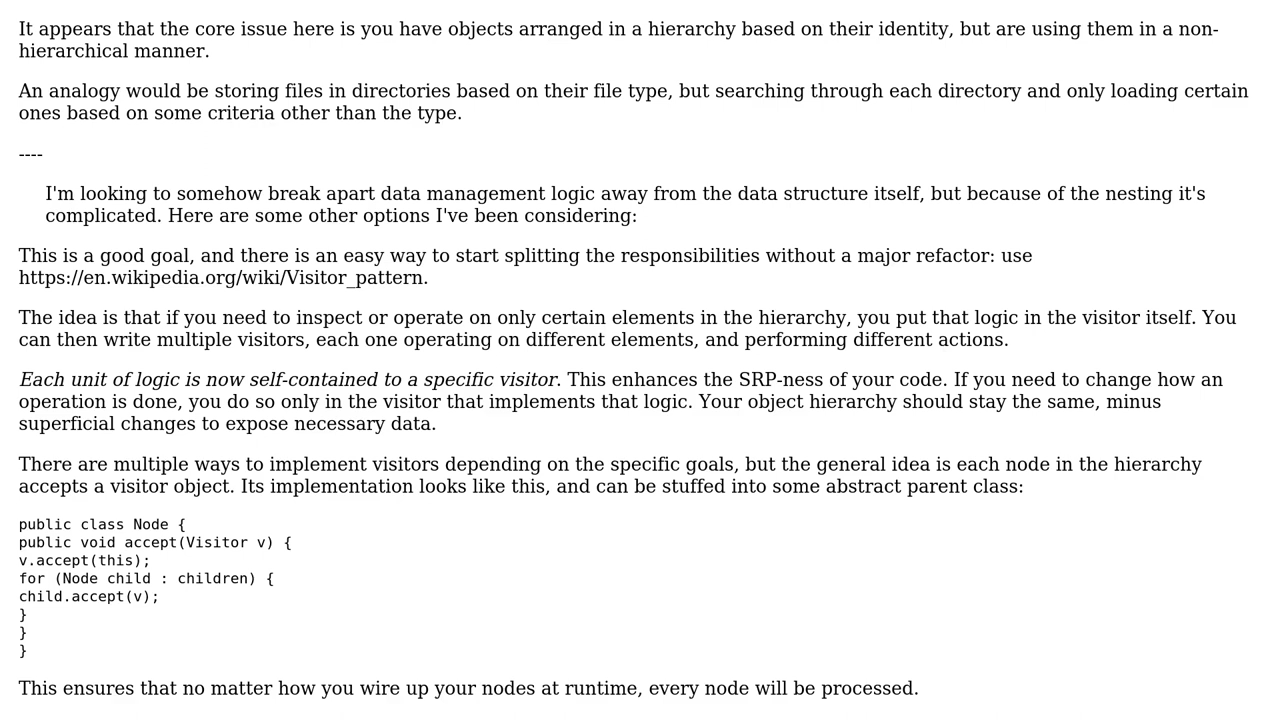 It appears that the core issue here is you have objects arranged in a hierarchy based on their identity, but are using them in a non-
hierarchical manner.
An analogy would be storing files in directories based on their file type, but searching through each directory and only loading certain
ones based on some criteria other than the type.
----
I'm looking to somehow break apart data management logic away from the data structure itself, but because of the nesting it's
complicated. Here are some other options I've been considering:
This is a good goal, and there is an easy way to start splitting the responsibilities without a major refactor: use
https://en.wikipedia.org/wiki/Visitor_pattern.
The idea is that if you need to inspect or operate on only certain elements in the hierarchy, you put that logic in the visitor itself. You
can then write multiple visitors, each one operating on different elements, and performing different actions.
Each unit of logic is now self-contained to a specific visitor. This enhances the SRP-ness of your code. If you need to change how an
operation is done, you do so only in the visitor that implements that logic. Your object hierarchy should stay the same, minus
superficial changes to expose necessary data.
There are multiple ways to implement visitors depending on the specific goals, but the general idea is each node in the hierarchy
accepts a visitor object. Its implementation looks like this, and can be stuffed into some abstract parent class:
public class Node {
public void accept(Visitor v) {
v.accept(this);
for (Node child : children) {
child.accept(v);
}
}
}
This ensures that no matter how you wire up your nodes at runtime, every node will be processed.